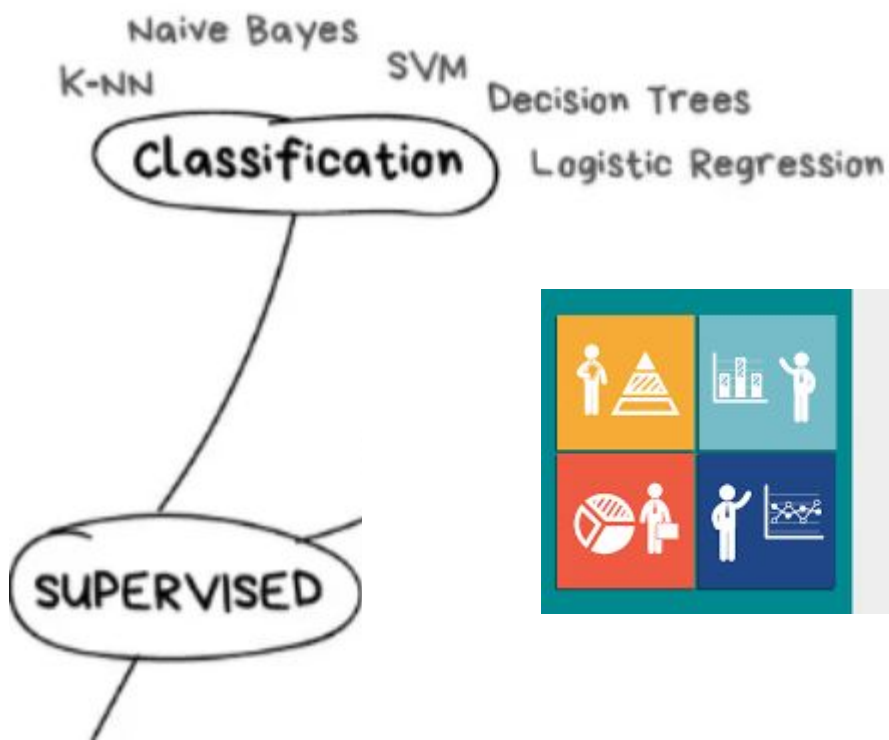 Naive Bayes
K-NN
SVM
Decision Trees
Classification
Logistic Regression
SUPERVISED